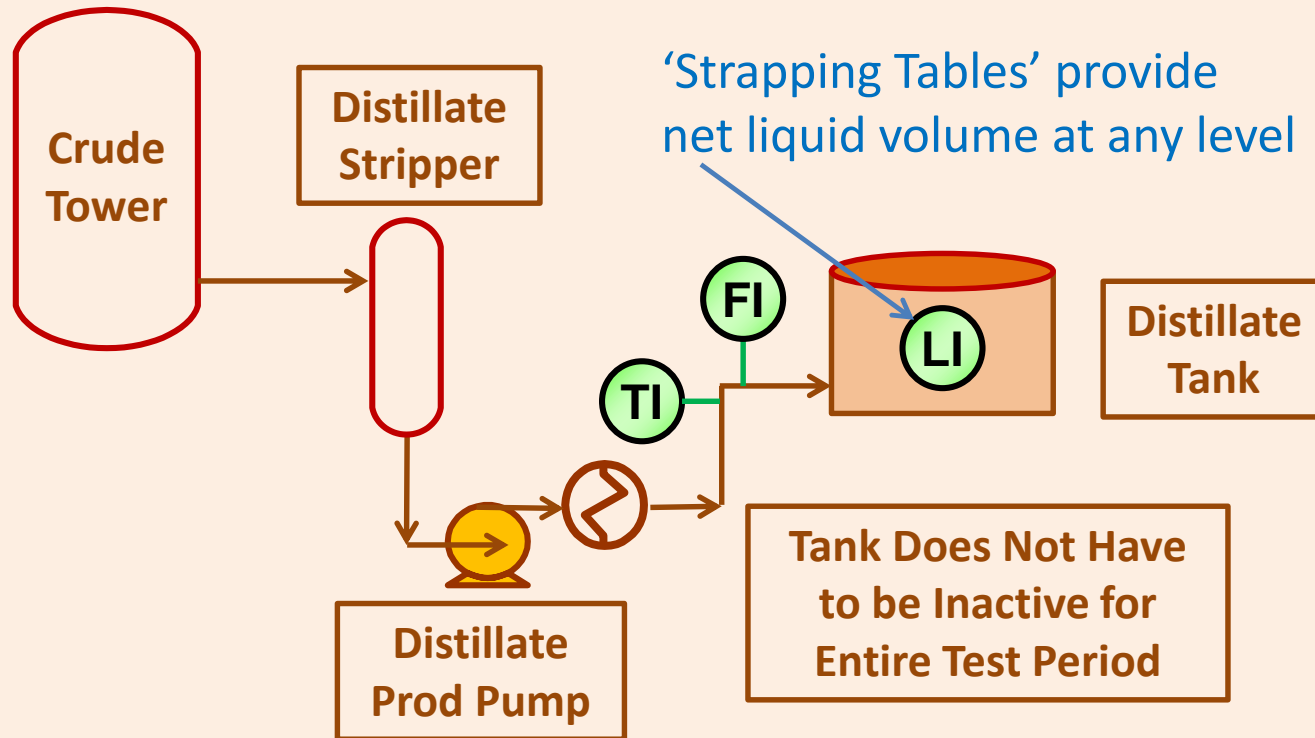 Crude
Tower
Distillate
Stripper
‘Strapping Tables’ provide
net liquid volume at any level
FI
TI
LI
Distillate
Tank
Distillate
Prod Pump
Tank Does Not Have
to be Inactive for
Entire Test Period